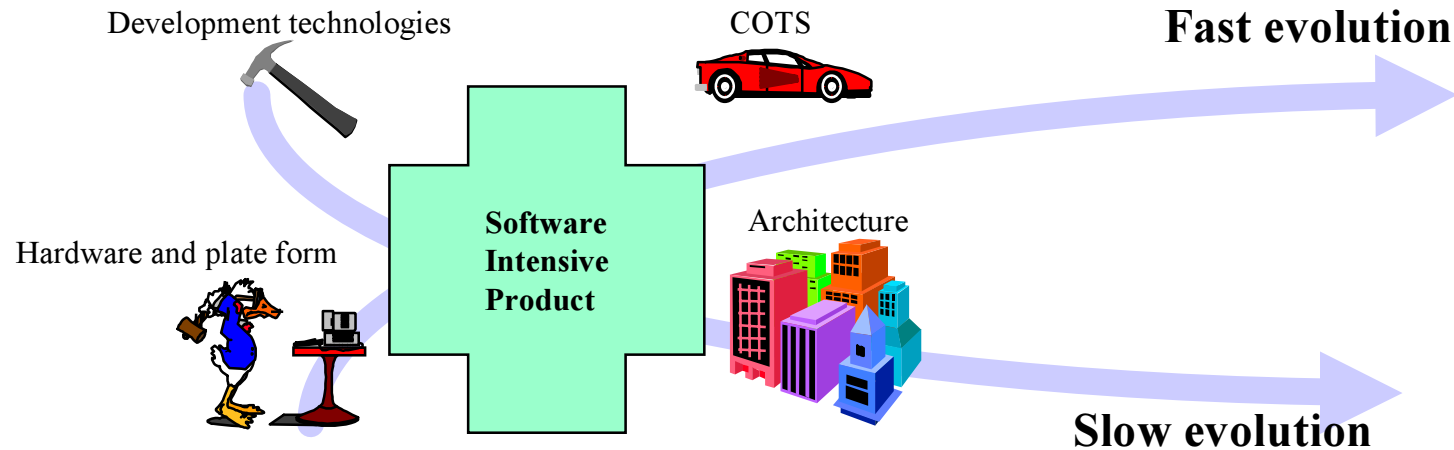 Development technologies
COTS
Fast evolution
Software
Intensive
Product
Architecture
Hardware and plate form
Slow evolution